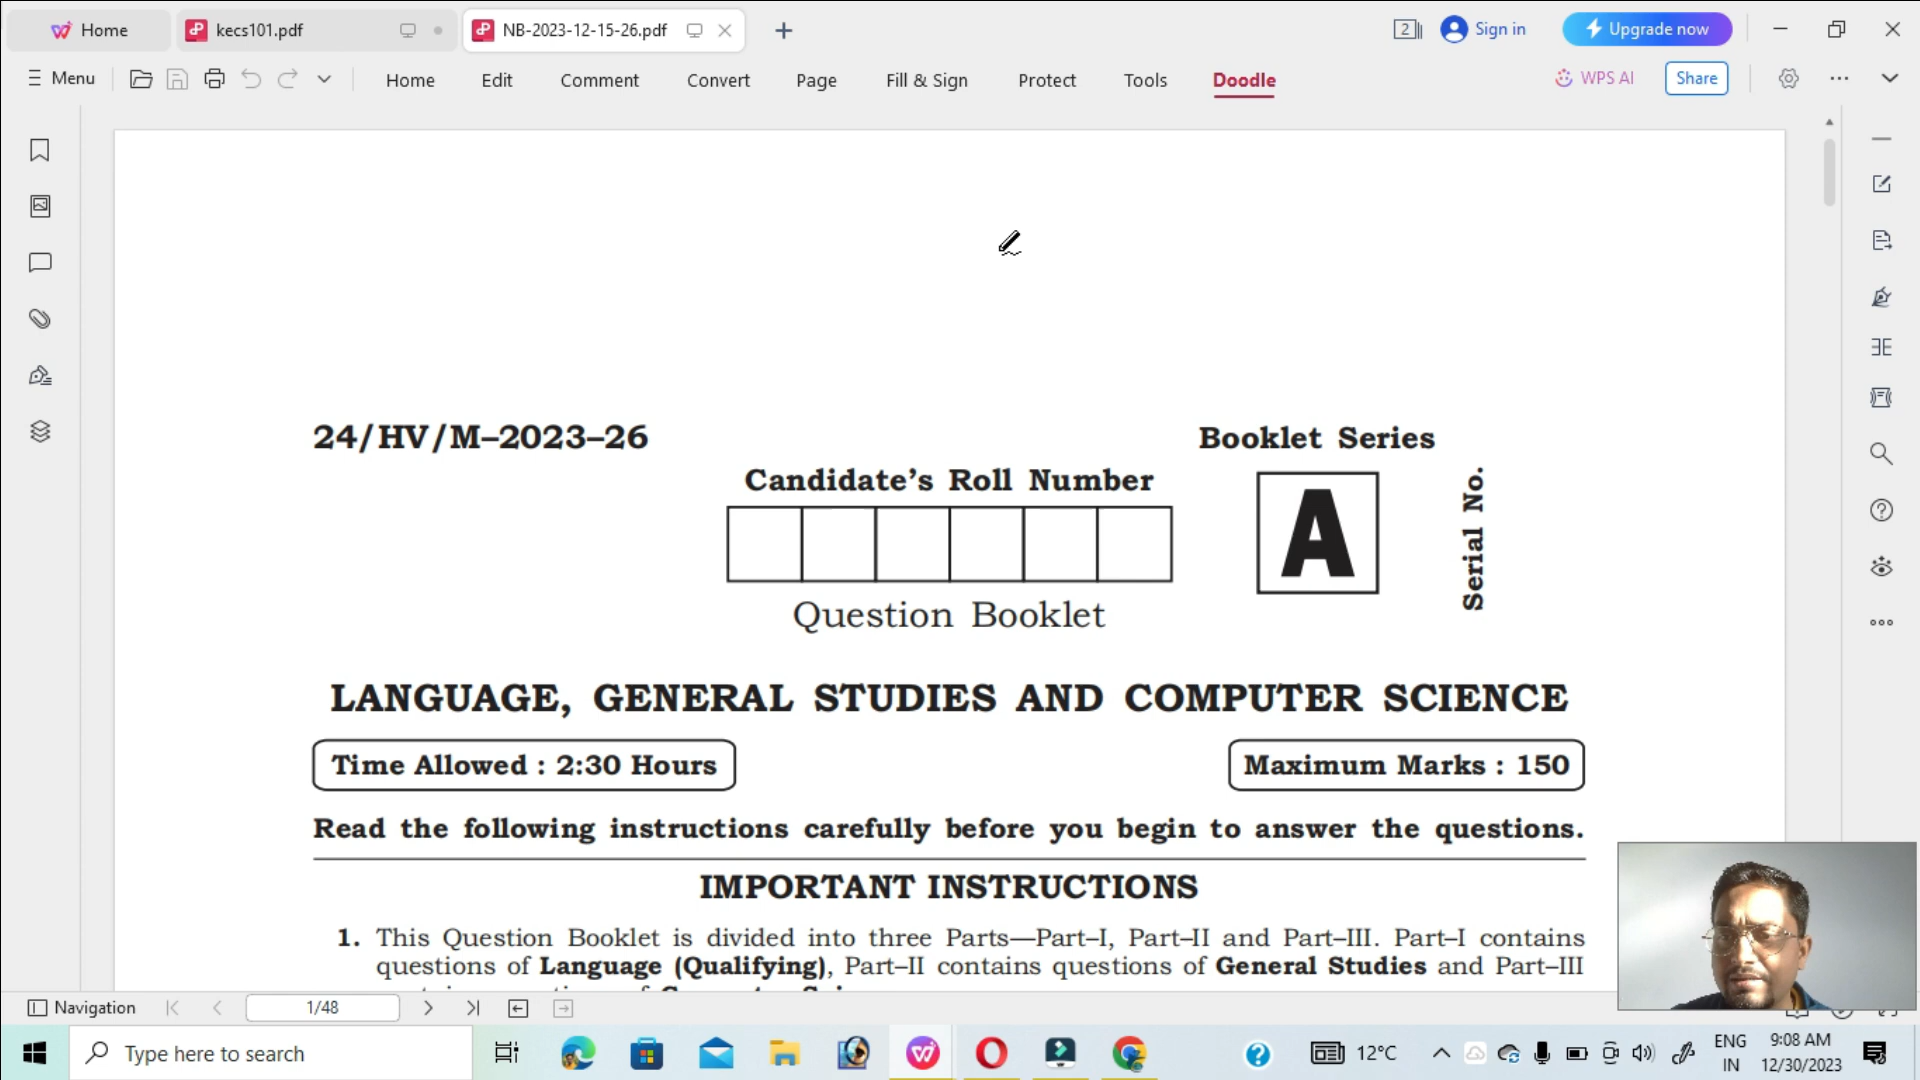 Home
kecs101.pdf
NB-2023-12-15-26.pdf
2
Sign in
Upgrade now
Menu
Home
Edit
Comment
Convert
Page
Fill & Sign
Protect
Tools
Doodle
WPS AI
Share
24/HV/M–2023–26
Booklet Series
Candidate's Roll Number
A
Serial No.
Question Booklet
LANGUAGE, GENERAL STUDIES AND COMPUTER SCIENCE
Time Allowed : 2:30 Hours
Maximum Marks : 150
Read the following instructions carefully before you begin to answer the questions.
IMPORTANT INSTRUCTIONS
1. This Question Booklet is divided into three Parts—Part–I, Part–II and Part–III. Part–I contains
questions of Language (Qualifying), Part–II contains questions of General Studies and Part–III
Navigation
1/48
Type here to search
12°C
ENG
IN
9:08 AM
12/30/2023